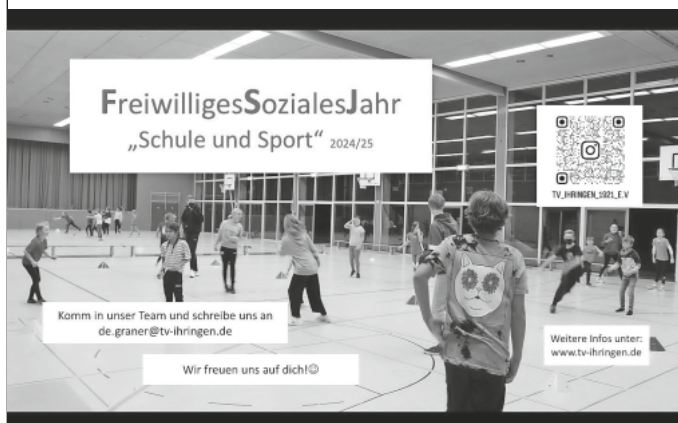 FreiwilligesSozialesJahr
„Schule und Sport“ 2024/25
TV_IHRINGEN_1921_E.V
Komm in unser Team und schreibe uns an
de.graner@tv-ihringen.de
Weitere Infos unter:
www.tv-ihringen.de
Wir freuen uns auf dich!☺